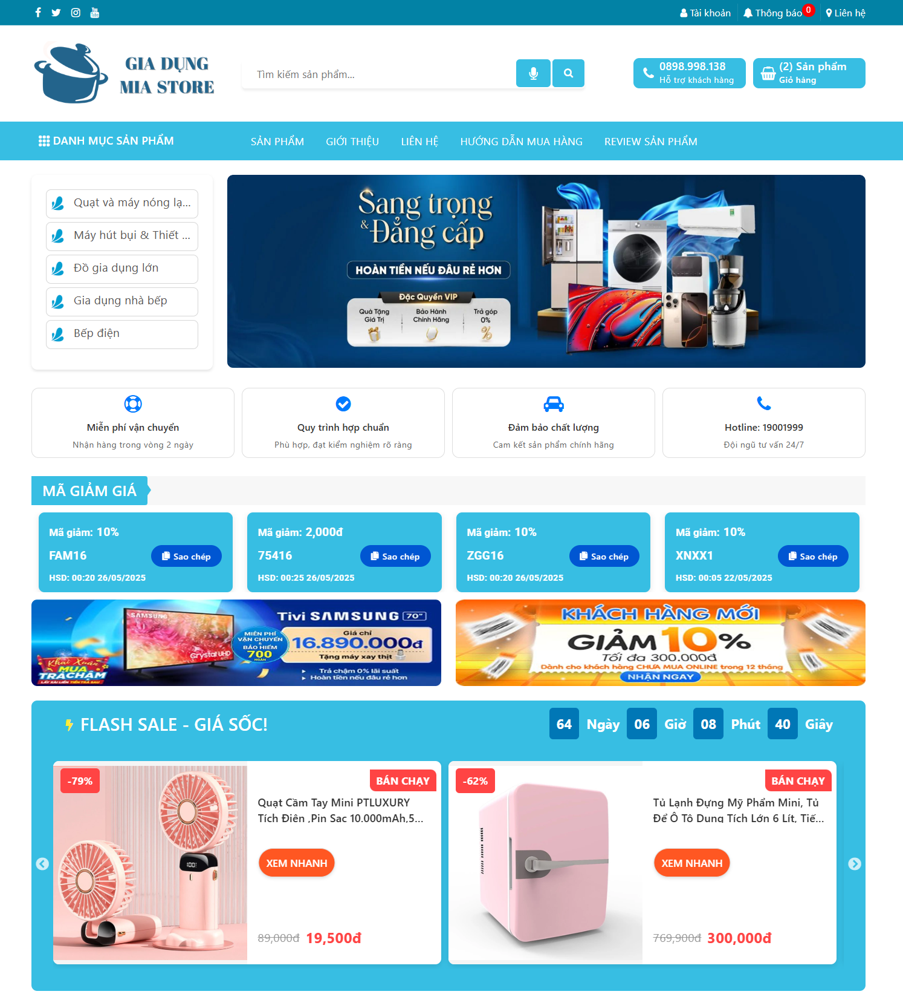 Tài khoản
Thông báo 0
Liên hệ
GIA DỤNG
MIA STORE
Tìm kiếm sản phẩm...
0898.998.138
Hỗ trợ khách hàng
(2) Sản phẩm
Giỏ hàng
DANH MỤC SẢN PHẨM
SẢN PHẨM
GIỚI THIỆU
LIÊN HỆ
HƯỚNG DẪN MUA HÀNG
REVIEW SẢN PHẨM
Quạt và máy nóng lạ...
Máy hút bụi & Thiết ...
Đồ gia dụng lớn
Gia dụng nhà bếp
Bếp điện
Sang trọng
& Đẳng cấp
HOÀN TIỀN NẾU ĐÂU RẺ HƠN
Đặc Quyền VIP
Quà Tặng
Giá Trị
Bảo Hành
Chính Hãng
Trả góp
0%
Miễn phí vận chuyển
Nhận hàng trong vòng 2 ngày
Quy trình hợp chuẩn
Phù hợp, đạt kiểm nghiệm rõ ràng
Đảm bảo chất lượng
Cam kết sản phẩm chính hãng
Hotline: 19001999
Đội ngũ tư vấn 24/7
MÃ GIẢM GIÁ
Mã giảm: 10%
FAM16
Sao chép
HSD: 00:20 26/05/2025
Mã giảm: 2,000đ
75416
Sao chép
HSD: 00:25 26/05/2025
Mã giảm: 10%
ZGG16
Sao chép
HSD: 00:20 26/05/2025
Mã giảm: 10%
XNXX1
Sao chép
HSD: 00:05 22/05/2025
SAMSUNG
Crystal UHD
Khai Xuân
MUA
TRẢ CHẬM
LẤY XÀI LIỀN TIỀN TRẢ SAU
MIỄN PHÍ
VẬN CHUYỂN
BẢO HIỂM
700
NGÀN
Tivi SAMSUNG 70"
Giá chỉ
16.890.000đ
Tặng máy xay thịt
Trả chậm 0% lãi suất
Hoàn tiền nếu đâu rẻ hơn
KHÁCH HÀNG MỚI
GIẢM 10%
Tối đa 300.000đ
Dành cho khách hàng CHƯA MUA ONLINE trong 12 tháng
NHẬN NGAY
FLASH SALE - GIÁ SỐC!
64 Ngày 06 Giờ 08 Phút 40 Giây
-79%
BÁN CHẠY
100
Quạt Cầm Tay Mini PTLUXURY
Tích Điện ,Pin Sạc 10.000mAh,5...
XEM NHANH
89,000đ 19,500đ
-62%
BÁN CHẠY
Tủ Lạnh Đựng Mỹ Phẩm Mini, Tủ
Để Ô Tô Dung Tích Lớn 6 Lít, Tiế...
XEM NHANH
769,900đ 300,000đ